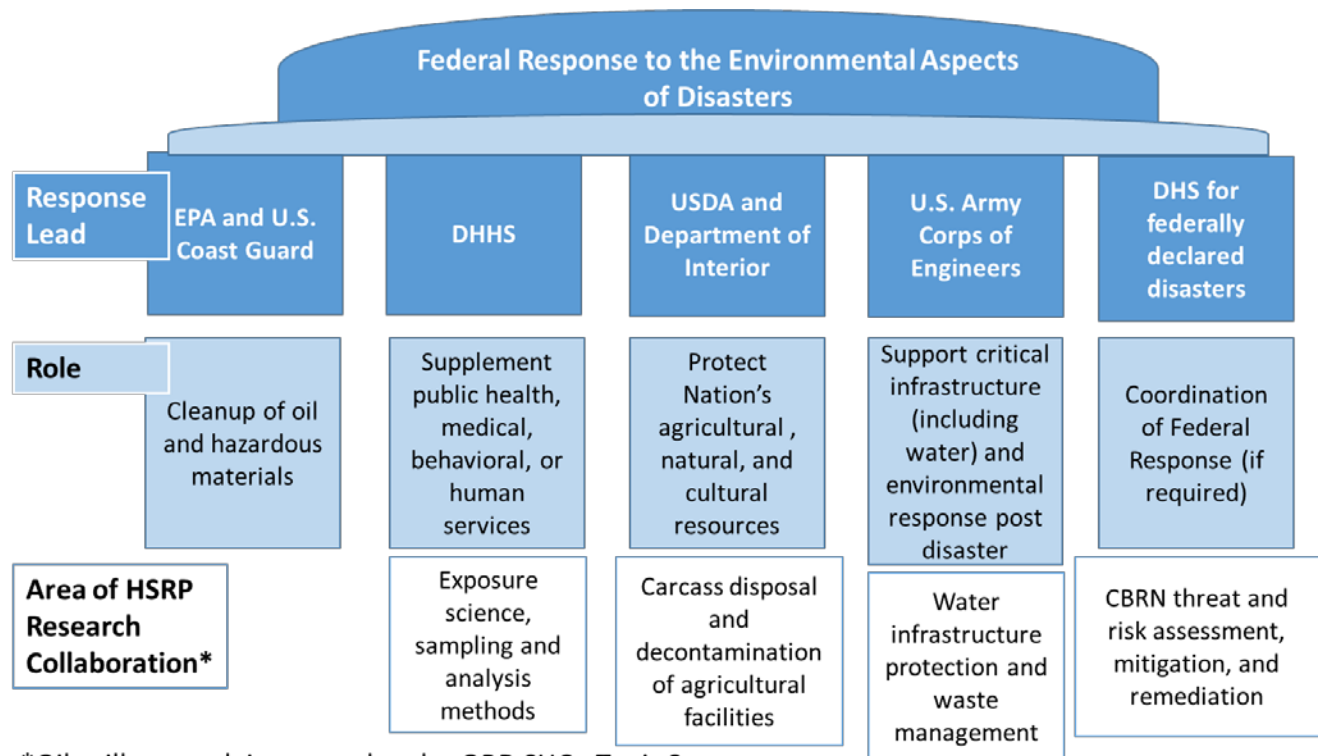 Federal Response to the Environmental Aspects
of Disasters
Response
Lead
EPA and U.S.
Coast Guard
DHHS
USDA and
Department of
Interior
U.S. Army
Corps of
Engineers
DHS for
federally
declared
disasters
Role
Cleanup of oil
and hazardous
materials
Supplement
public health,
medical,
behavioral, or
human
services
Protect
Nation's
agricultural ,
natural, and
cultural
resources
Support critical
infrastructure
(including
water) and
environmental
response post
disaster
Coordination
of Federal
Response (if
required)
Area of HSRP
Research
Collaboration*
Exposure
science,
sampling and
analysis
methods
Carcass disposal
and
decontamination
of agricultural
facilities
Water
infrastructure
protection and
waste
management
CBRN threat and
risk assessment,
mitigation, and
remediation